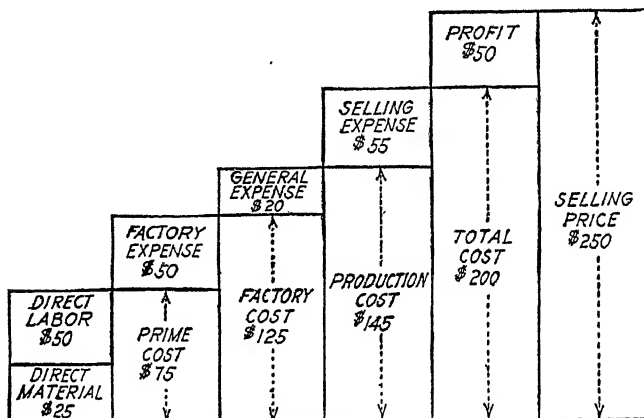 PROFIT
$50
SELLING
EXPENSE
$55
GENERAL
EXPENSE
$20
SELLING
PRICE
$250
FACTORY
EXPENSE
$50
TOTAL
COST
$200
PRODUCTION
COST
$145
FACTORY
COST
$125
DIRECT
LABOR
$50
PRIME
COST
$75
DIRECT
MATERIAL
$25